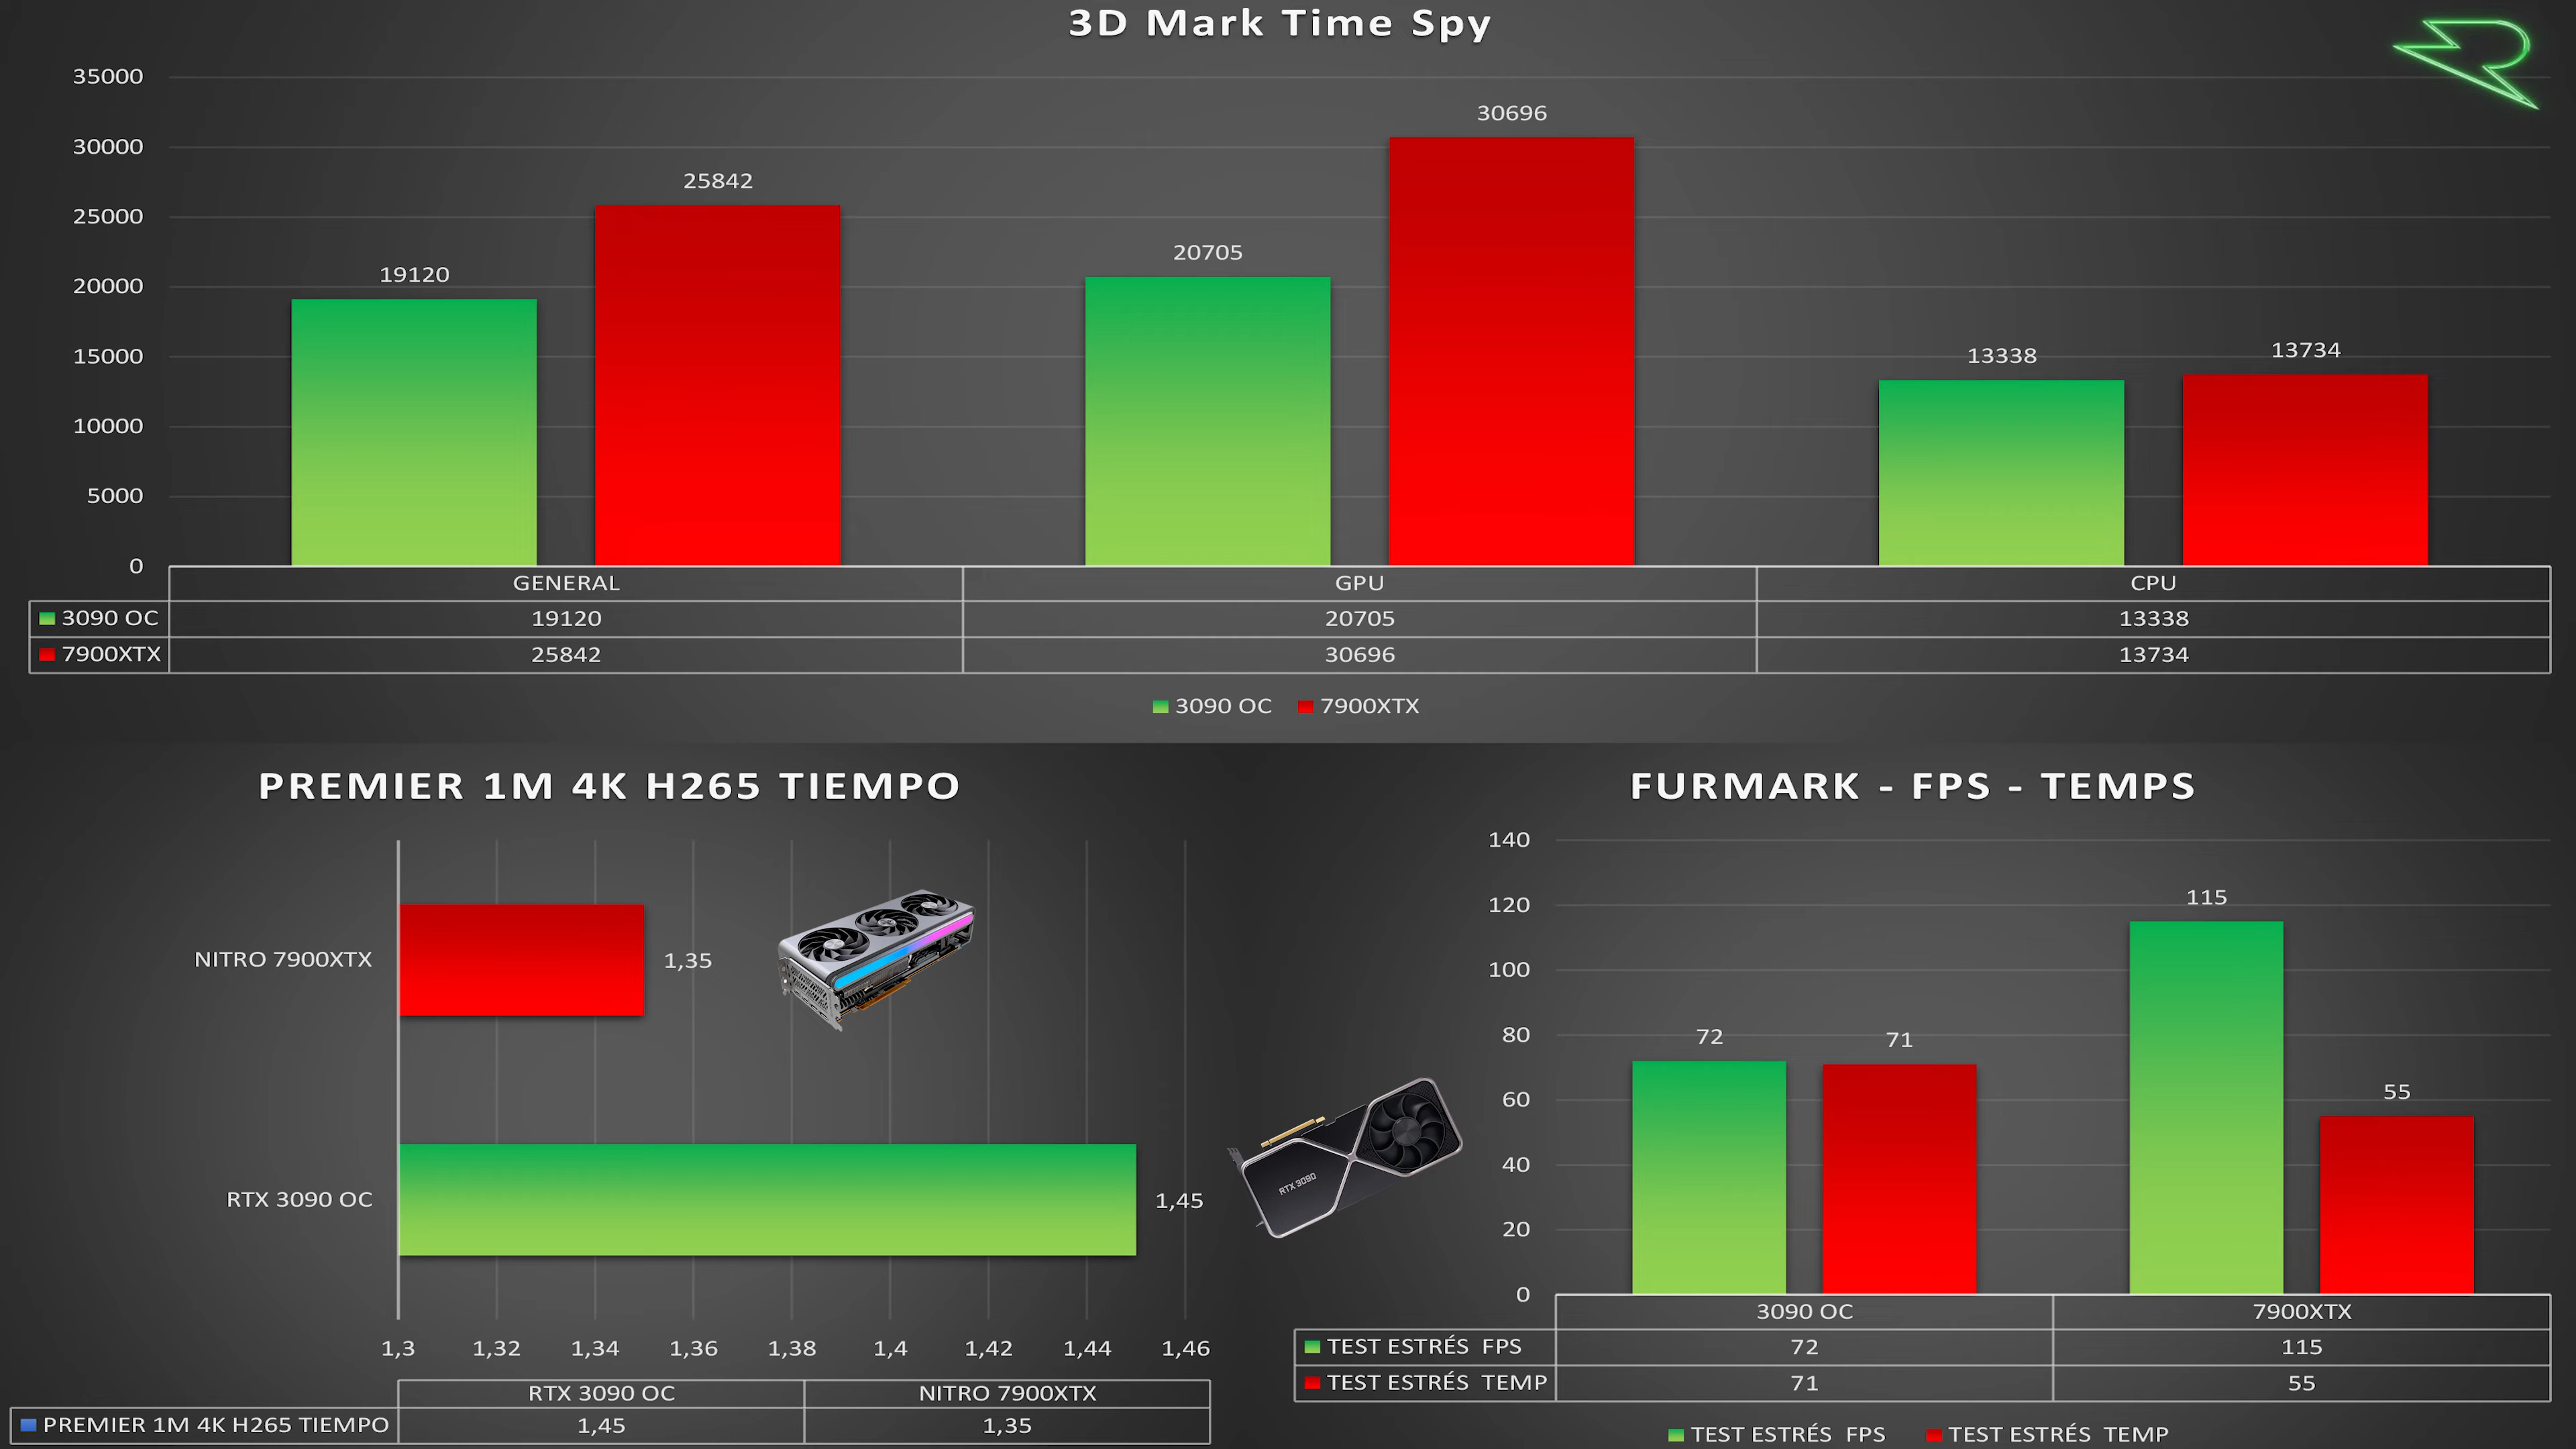 3D Mark Time Spy
35000
30000
25000
20000
15000
10000
5000
0
19120
25842
20705
30696
13338
13734
GENERAL GPU CPU
3090 OC 19120 20705 13338
7900XTX 25842 30696 13734
3090 OC 7900XTX
PREMIER 1M 4K H265 TIEMPO
NITRO 7900XTX
1,35
RTX 3090 OC
1,45
1,3 1,32 1,34 1,36 1,38 1,4 1,42 1,44 1,46
RTX 3090 OC NITRO 7900XTX
PREMIER 1M 4K H265 TIEMPO 1,45 1,35
RTX 3090
FURMARK - FPS - TEMPS
140
120
100
80
60
40
20
0
72
71
115
55
3090 OC 7900XTX
TEST ESTRÉS FPS 72 115
TEST ESTRÉS TEMP 71 55
TEST ESTRÉS FPS TEST ESTRÉS TEMP